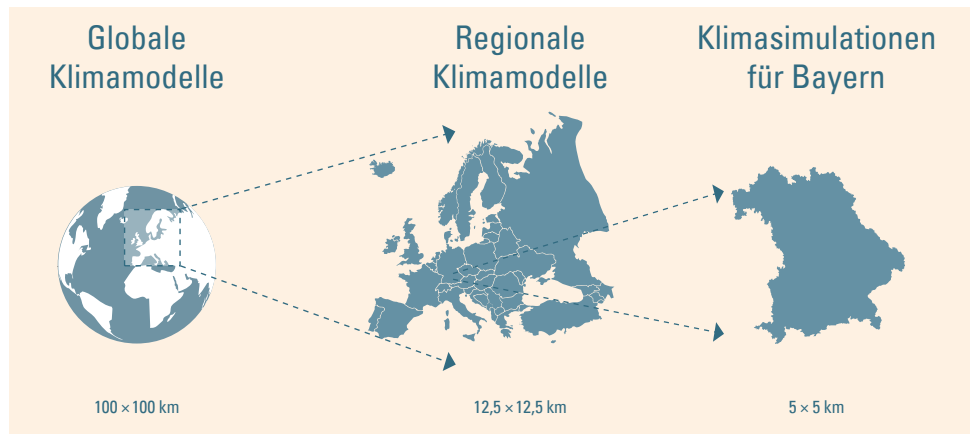 Globale
Klimamodelle
Regionale
Klimamodelle
Klimasimulationen
für Bayern
100 × 100 km
12,5 × 12,5 km
5 × 5 km